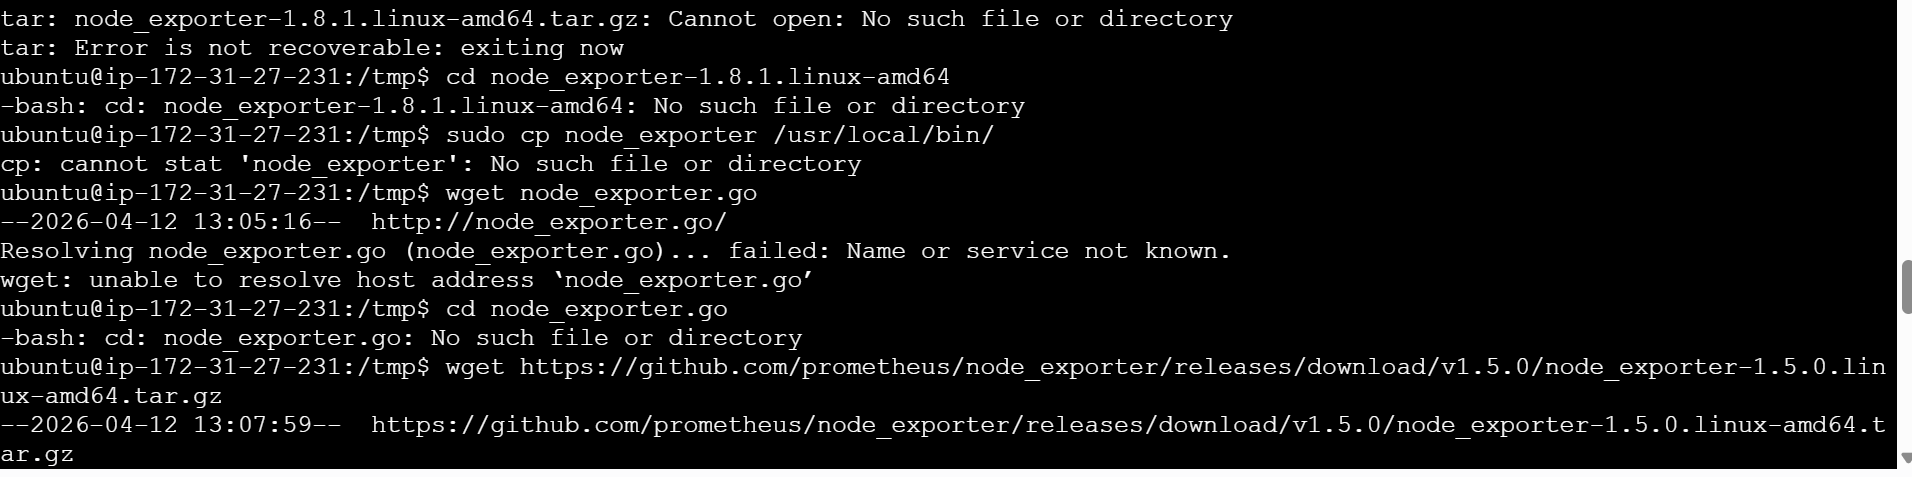 tar: node_exporter-1.8.1.linux-amd64.tar.gz: Cannot open: No such file or directory
tar: Error is not recoverable: exiting now
ubuntu@ip-172-31-27-231:/tmp$ cd node_exporter-1.8.1.linux-amd64
-bash: cd: node_exporter-1.8.1.linux-amd64: No such file or directory
ubuntu@ip-172-31-27-231:/tmp$ sudo cp node_exporter /usr/local/bin/
cp: cannot stat 'node_exporter': No such file or directory
ubuntu@ip-172-31-27-231:/tmp$ wget node_exporter.go
--2026-04-12 13:05:16--  http://node_exporter.go/
Resolving node_exporter.go (node_exporter.go)... failed: Name or service not known.
wget: unable to resolve host address ‘node_exporter.go’
ubuntu@ip-172-31-27-231:/tmp$ cd node_exporter.go
-bash: cd: node_exporter.go: No such file or directory
ubuntu@ip-172-31-27-231:/tmp$ wget https://github.com/prometheus/node_exporter/releases/download/v1.5.0/node_exporter-1.5.0.lin
ux-amd64.tar.gz
--2026-04-12 13:07:59--  https://github.com/prometheus/node_exporter/releases/download/v1.5.0/node_exporter-1.5.0.linux-amd64.t
ar.gz